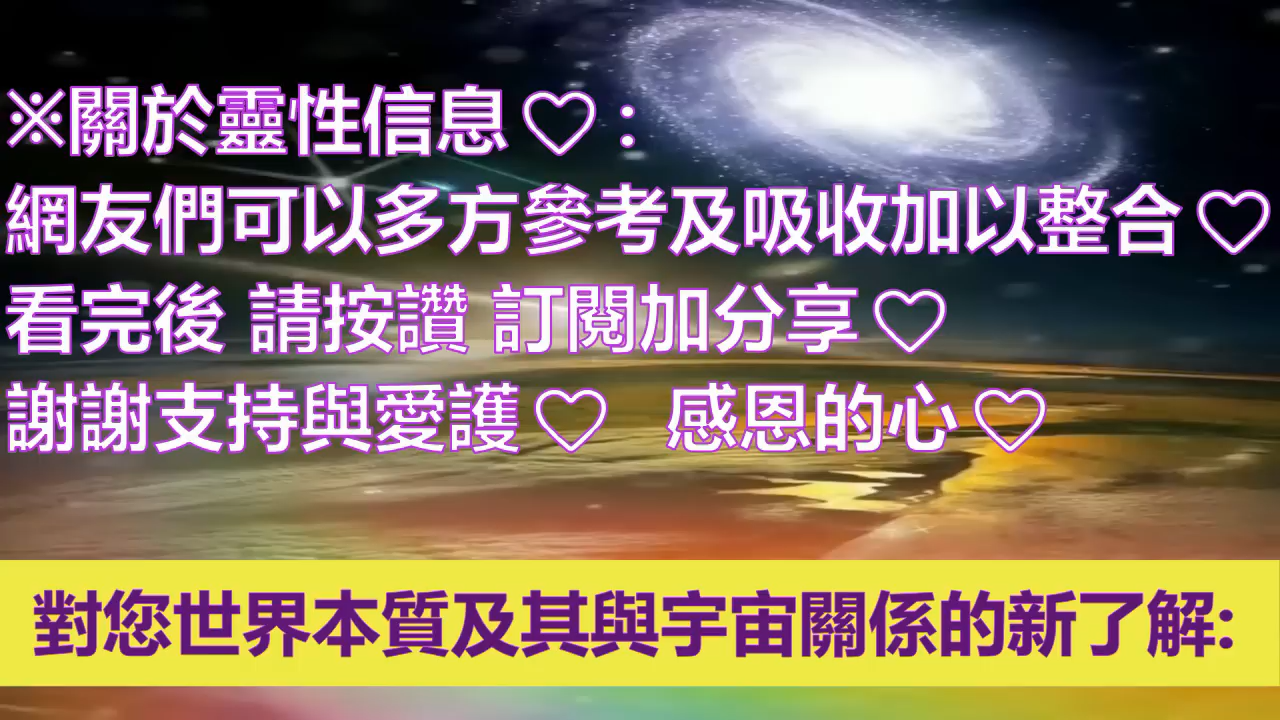 ※關於靈性信息♡:
網友們可以多方參考及吸收加以整合♡
看完後 請按讚 訂閱加分享♡
謝謝支持與愛護♡ 感恩的心♡
對您世界本質及其與宇宙關係的新了解: